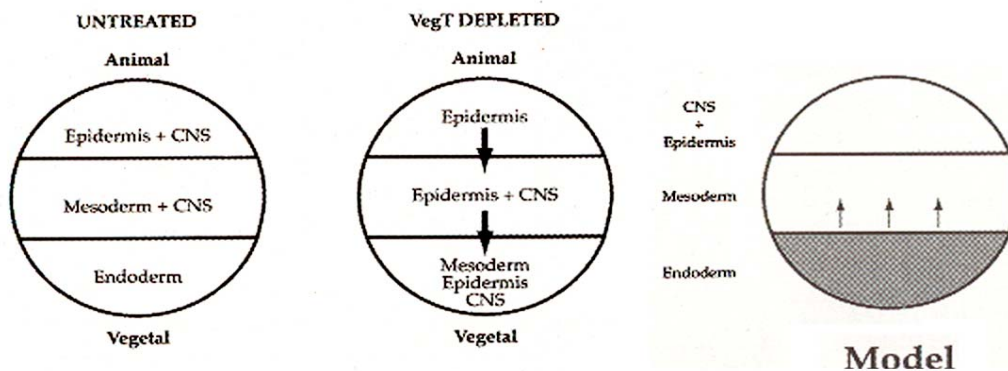 UNTREATED
Animal
Epidermis + CNS
Mesoderm + CNS
Endoderm
Vegetal
VegT DEPLETED
Animal
Epidermis
Epidermis + CNS
Mesoderm
Epidermis
CNS
Vegetal
CNS
+
Epidermis
Mesoderm
Endoderm
Model